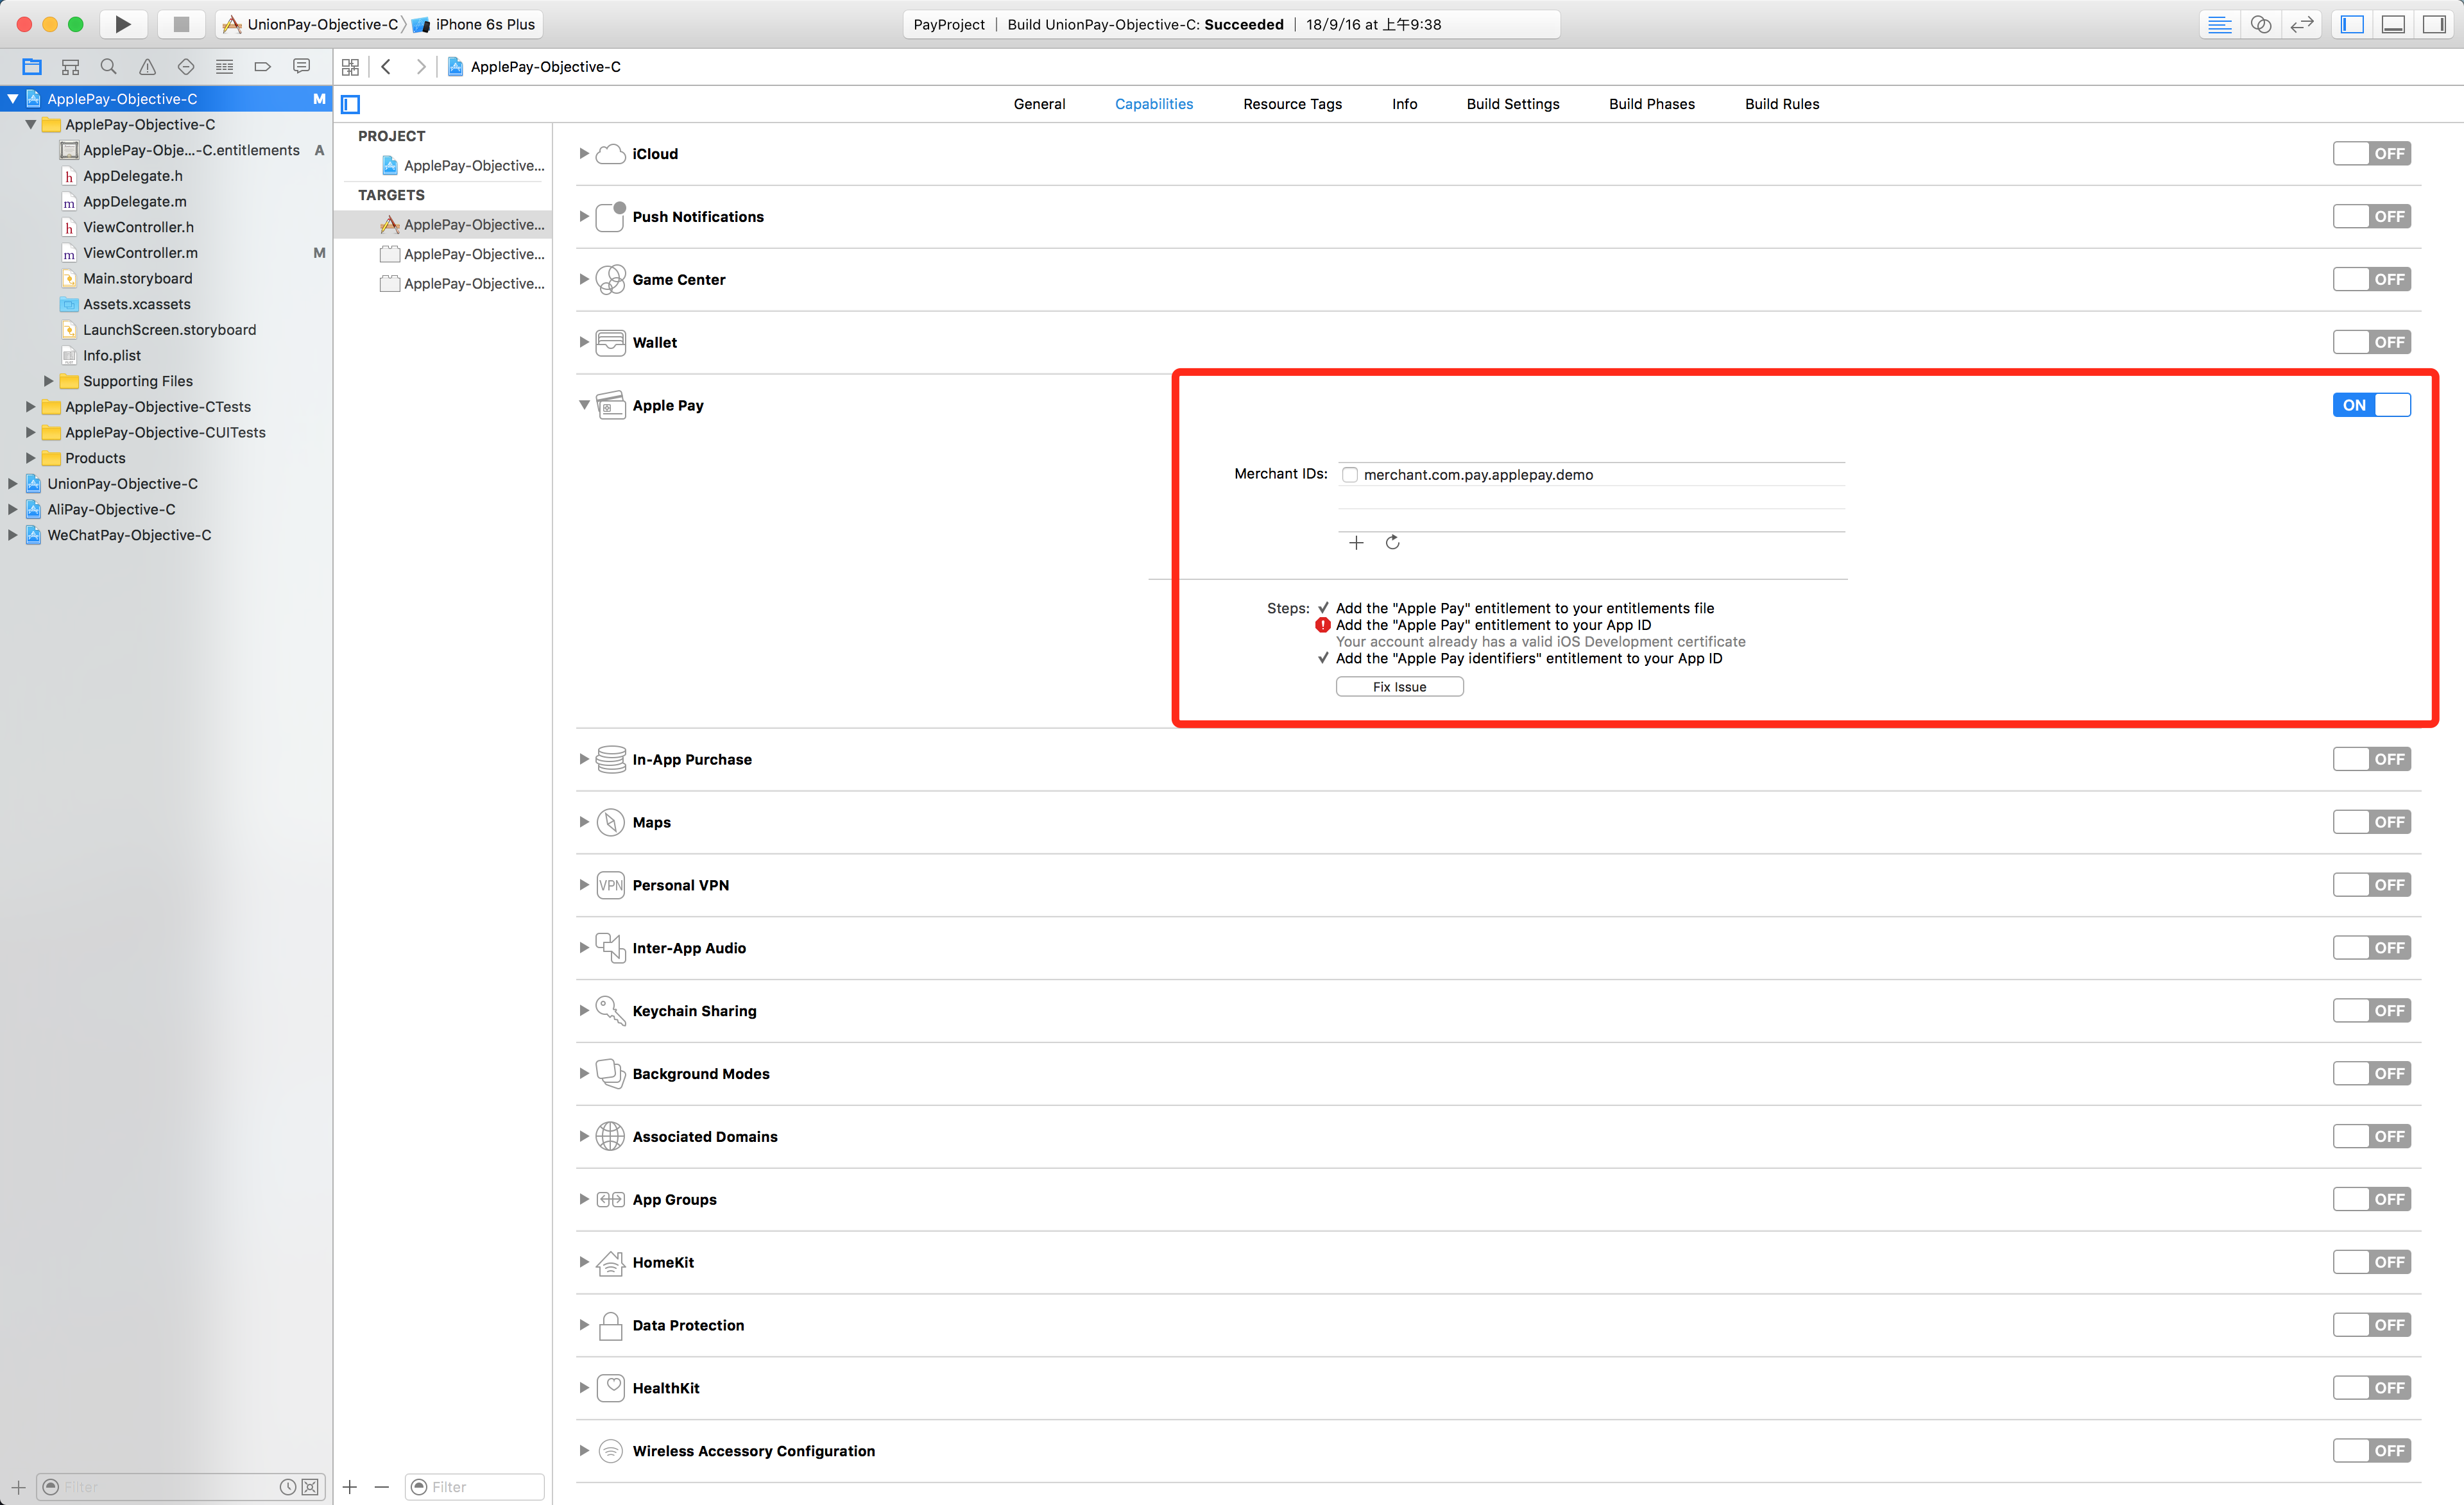 UnionPay-Objective-C 〉 iPhone 6s Plus
PayProject | Build UnionPay-Objective-C: Succeeded | 18/9/16 at 上午9:38
ApplePay-Objective-C
ApplePay-Objective-C M
ApplePay-Objective-C
ApplePay-Obje...-C.entitlements A
AppDelegate.h
AppDelegate.m
ViewController.h
ViewController.m M
Main.storyboard
Assets.xcassets
LaunchScreen.storyboard
Info.plist
Supporting Files
ApplePay-Objective-CTests
ApplePay-Objective-CUITests
Products
UnionPay-Objective-C
AliPay-Objective-C
WeChatPay-Objective-C
Filter
General Capabilities Resource Tags Info Build Settings Build Phases Build Rules
PROJECT
ApplePay-Objective...
TARGETS
ApplePay-Objective...
ApplePay-Objective...
ApplePay-Objective...
Filter
iCloud OFF
Push Notifications OFF
Game Center OFF
Wallet OFF
Apple Pay ON
Merchant IDs: merchant.com.pay.applepay.demo
Steps: ✓ Add the "Apple Pay" entitlement to your entitlements file
! Add the "Apple Pay" entitlement to your App ID
Your account already has a valid iOS Development certificate
✓ Add the "Apple Pay identifiers" entitlement to your App ID
Fix Issue
In-App Purchase OFF
Maps OFF
VPN Personal VPN OFF
Inter-App Audio OFF
Keychain Sharing OFF
Background Modes OFF
Associated Domains OFF
App Groups OFF
HomeKit OFF
Data Protection OFF
HealthKit OFF
Wireless Accessory Configuration OFF